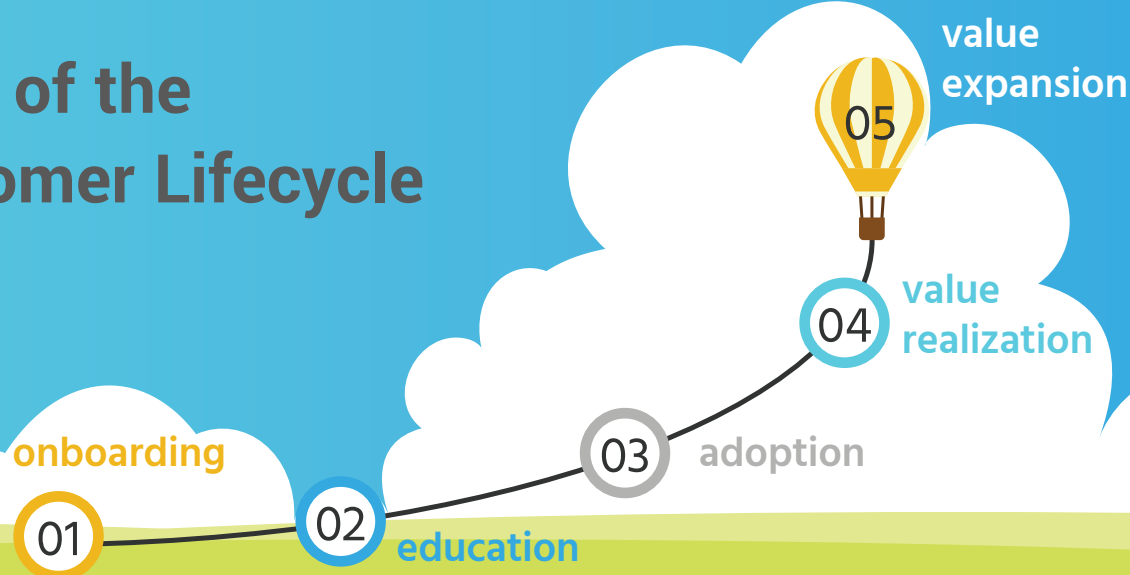 of the
omer Lifecycle
value
expansion
05
value
realization
04
onboarding
03
adoption
01
02
education